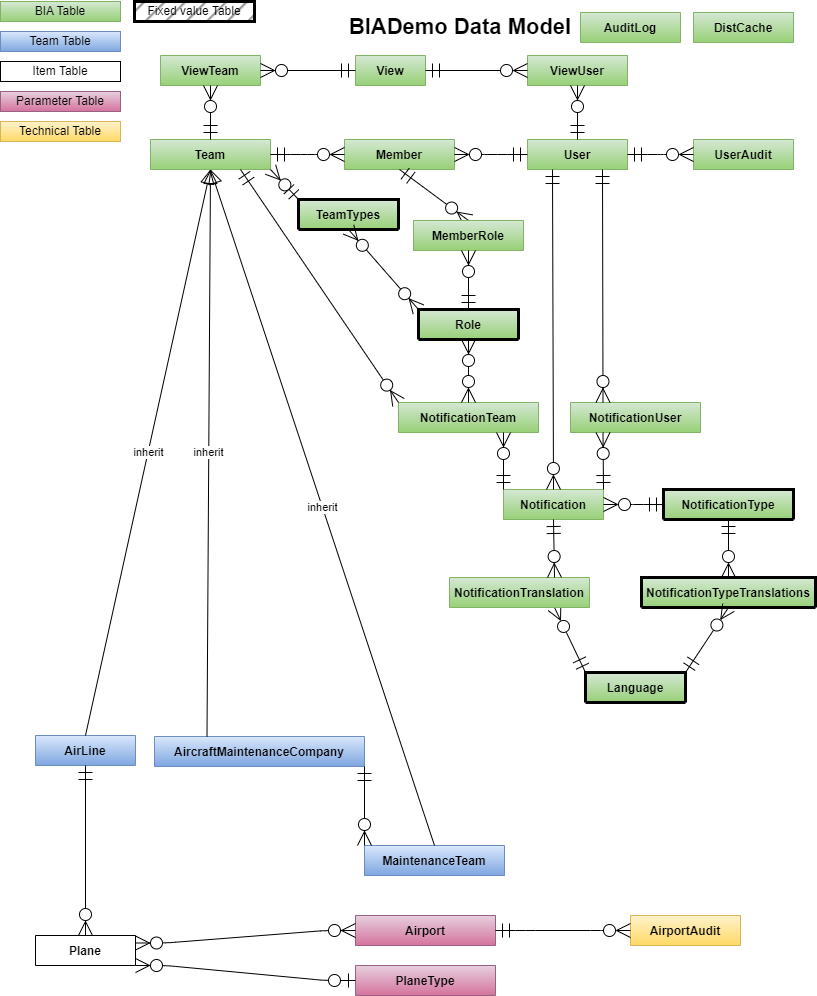 BIA Table
Fixed value Table
BIADemo Data Model
AuditLog
DistCache
Team Table
Item Table
Parameter Table
Technical Table
ViewTeam
View
ViewUser
Team
Member
User
UserAudit
TeamTypes
MemberRole
Role
NotificationTeam
NotificationUser
inherit
inherit
inherit
Notification
NotificationType
NotificationTranslation
NotificationTypeTranslations
Language
AirLine
AircraftMaintenanceCompany
MaintenanceTeam
Plane
Airport
AirportAudit
PlaneType